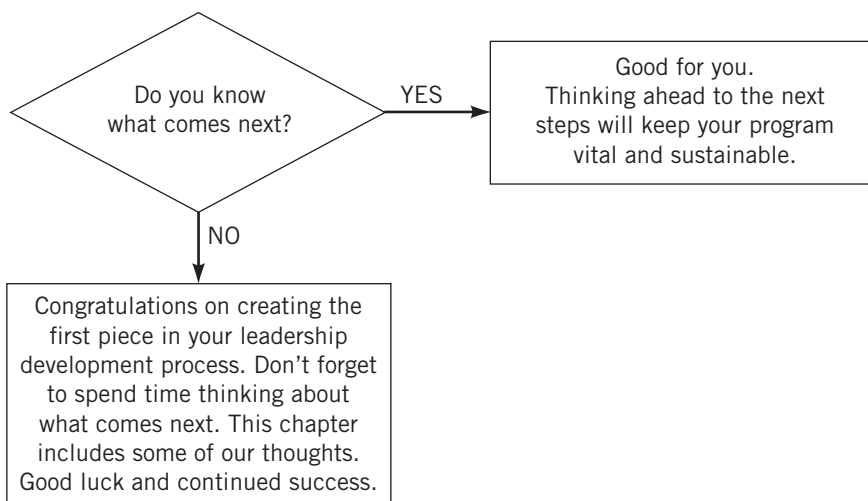 Do you know
what comes next?
YES
Good for you.
Thinking ahead to the next
steps will keep your program
vital and sustainable.
NO
Congratulations on creating the
first piece in your leadership
development process. Don’t forget
to spend time thinking about
what comes next. This chapter
includes some of our thoughts.
Good luck and continued success.